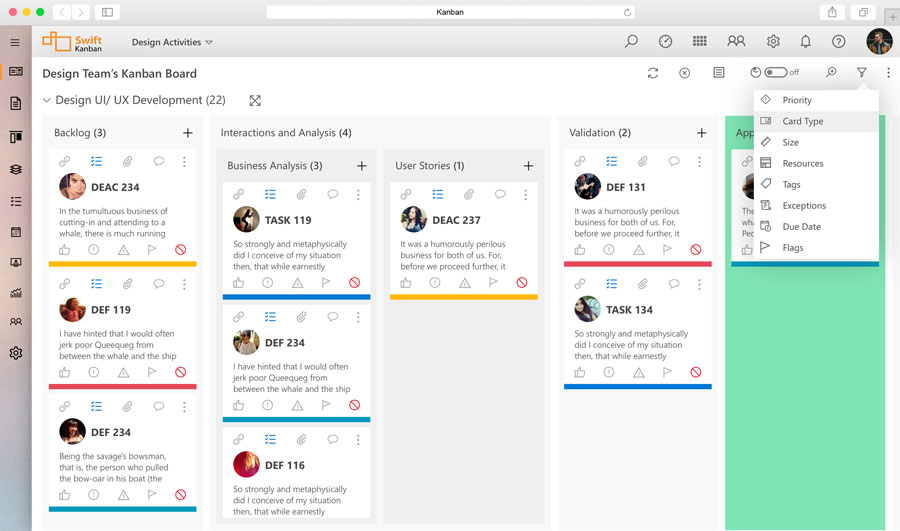 Kanban
Swift
Kanban
Design Activities
Design Team's Kanban Board
off
Design UI/ UX Development (22)
Backlog (3)
DEAC 234
In the tumultuous business of
cutting-in and attending to a
whale, there is much running
DEF 119
I have hinted that I would often
jerk poor Queequeg from
between the whale and the ship
DEF 234
Being the savage's bowsman,
that is, the person who pulled
the bow-oar in his boat (the
Interactions and Analysis (4)
Business Analysis (3)
TASK 119
So strongly and metaphysically
did I conceive of my situation
then, that while earnestly
DEF 234
I have hinted that I would often
jerk poor Queequeg from
between the whale and the ship
DEF 116
So strongly and metaphysically
did I conceive of my situation
then, that while earnestly
User Stories (1)
DEAC 237
It was a humorously perilous
business for both of us. For,
before we proceed further, it
Validation (2)
DEF 131
It was a humorously perilous
business for both of us. For,
before we proceed further, it
TASK 134
So strongly and metaphysically
did I conceive of my situation
then, that while earnestly
App
The
wha
Pec
Priority
Card Type
Size
Resources
Tags
Exceptions
Due Date
Flags